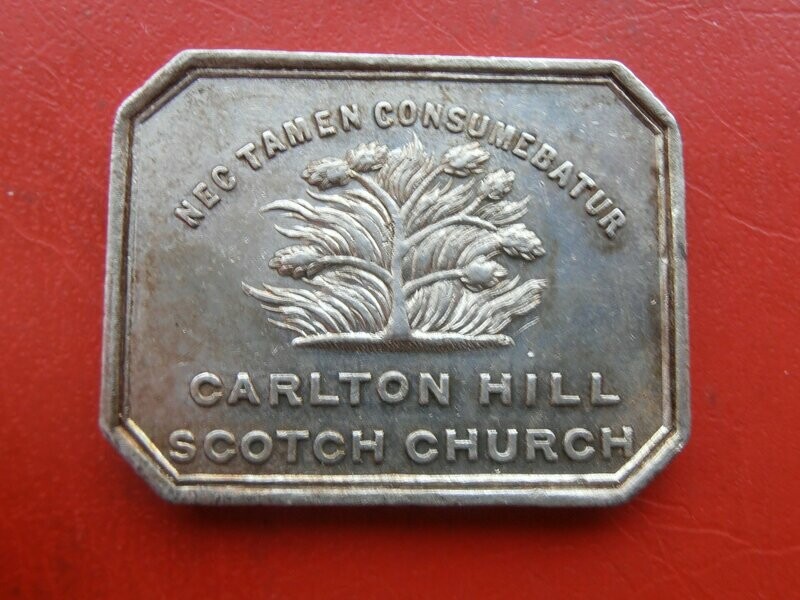 NEC TAMEN CONSUMEBATUR
CARLTON HILL
SCOTCH CHURCH